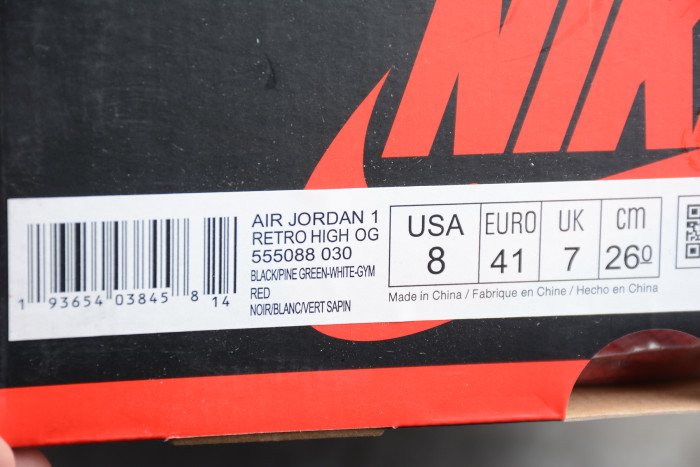 NIKE
AIR JORDAN 1
RETRO HIGH OG
555088 030
BLACK/PINE GREEN-WHITE-GYM
RED
NOIR/BLANC/VERT SAPIN
1 93654 03845 8 14
USA EURO UK cm
8 41 7 26.0
Made in China / Fabrique en Chine / Hecho en China